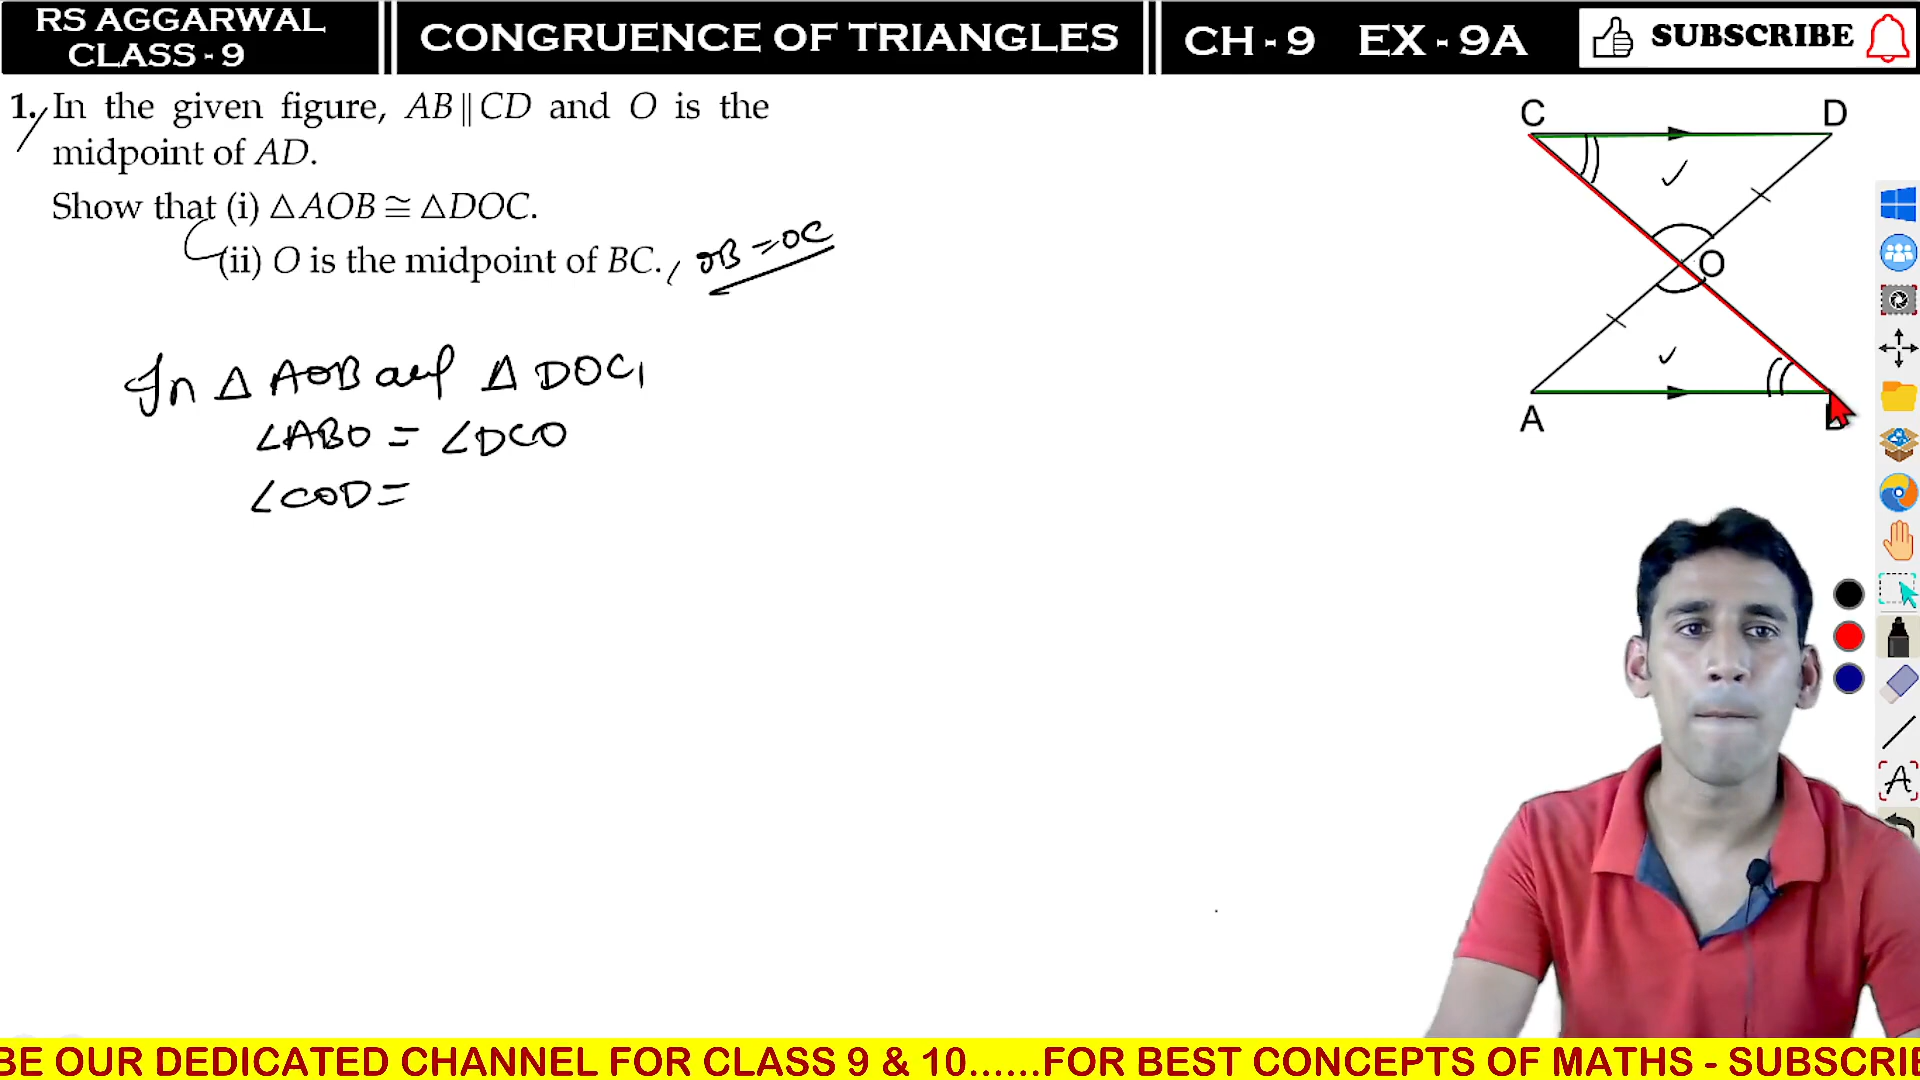 RS AGGARWAL
CLASS - 9
CONGRUENCE OF TRIANGLES
CH - 9 EX - 9A
SUBSCRIBE
1. In the given figure, AB || CD and O is the
midpoint of AD.
Show that (i) △AOB ≅ △DOC.
(ii) O is the midpoint of BC.
OB = OC
C
D
O
A
In △ AOB and △ DOC,
∠ABO = ∠DCO
∠COD =
BE OUR DEDICATED CHANNEL FOR CLASS 9 & 10......FOR BEST CONCEPTS OF MATHS - SUBSCRI